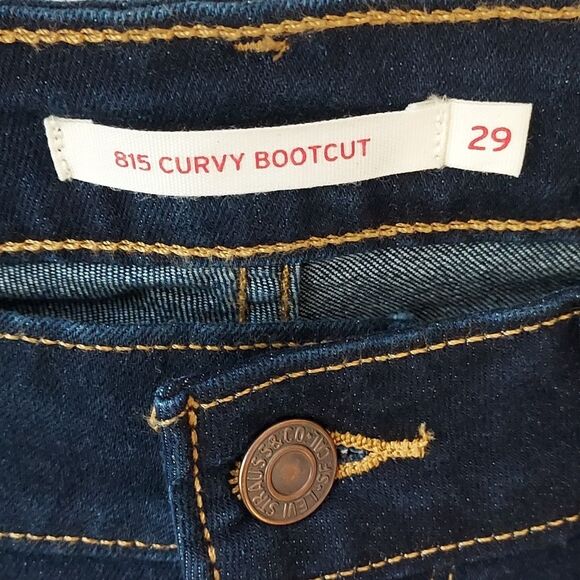 815 CURVY BOOTCUT
29
LEVI STRAUSS & CO